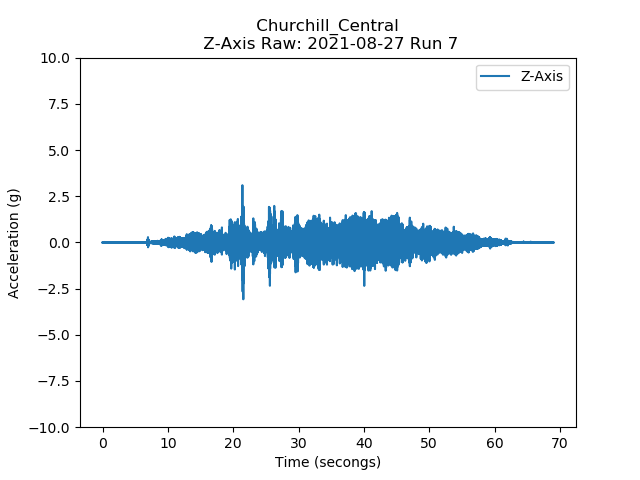 Churchill_Central
Z-Axis Raw: 2021-08-27 Run 7
Z-Axis
10.0
7.5
5.0
2.5
0.0
−2.5
−5.0
−7.5
−10.0
Acceleration (g)
0 10 20 30 40 50 60 70
Time (secongs)